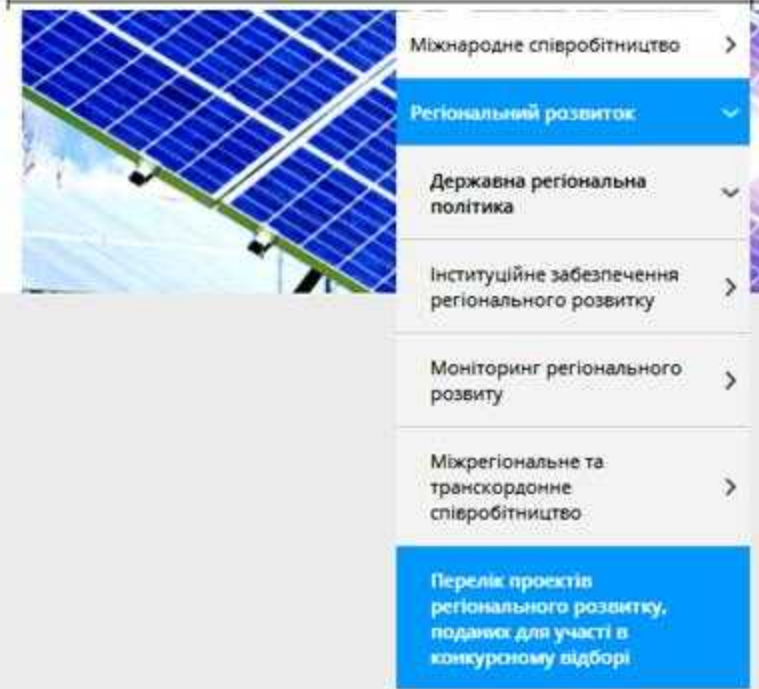 Міжнародне співробітництво
Регіональний розвиток
Державна регіональна
політика
Інституційне забезпечення
регіонального розвитку
Моніторинг регіонального
розвиту
Міжрегіональне та
транскордонне
співробітництво
Перелік проектів
регіонального розвитку,
поданих для участі в
конкурсному відборі